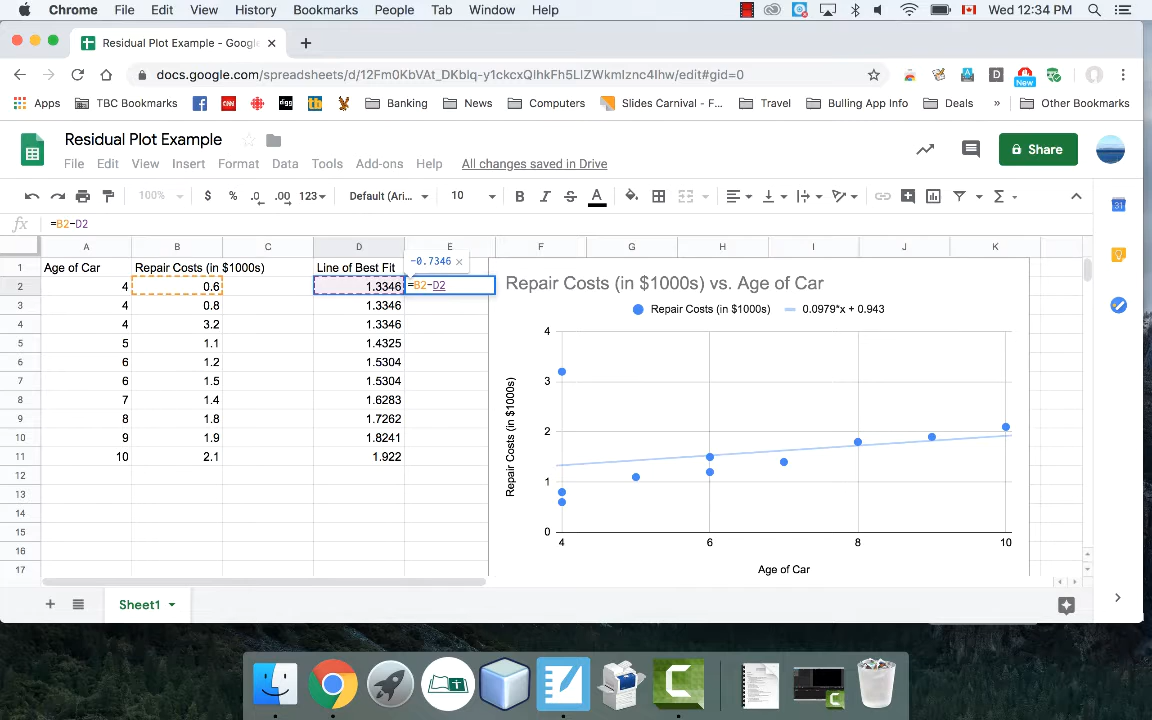 Chrome File Edit View History Bookmarks People Tab Window Help Wed 12:34 PM
Residual Plot Example - Google
docs.google.com/spreadsheets/d/12Fm0KbVAt_DKblq-y1ckcxQlhkFh5LlZWkmlznc4Ihw/edit#gid=0
Apps TBC Bookmarks CNN digg tb Banking News Computers Slides Carnival - F... Travel Bulling App Info Deals » Other Bookmarks
New
Residual Plot Example
File Edit View Insert Format Data Tools Add-ons Help All changes saved in Drive
Share
100% $ % .0 .00 123 Default (Ari... 10 B I S A Σ
fx =B2-D2
A B C D E F G H I J K
1 Age of Car Repair Costs (in $1000s) Line of Best Fit
-0.7346 ×
2 4 0.6 1.3346 =B2-D2
3 4 0.8 1.3346
4 4 3.2 1.3346
5 5 1.1 1.4325
6 6 1.2 1.5304
7 6 1.5 1.5304
8 7 1.4 1.6283
9 8 1.8 1.7262
10 9 1.9 1.8241
11 10 2.1 1.922
12
13
14
15
16
17
Repair Costs (in $1000s) vs. Age of Car
Repair Costs (in $1000s) 0.0979*x + 0.943
4
3
2
1
0
Repair Costs (in $1000s)
4 6 8 10
Age of Car
Sheet1